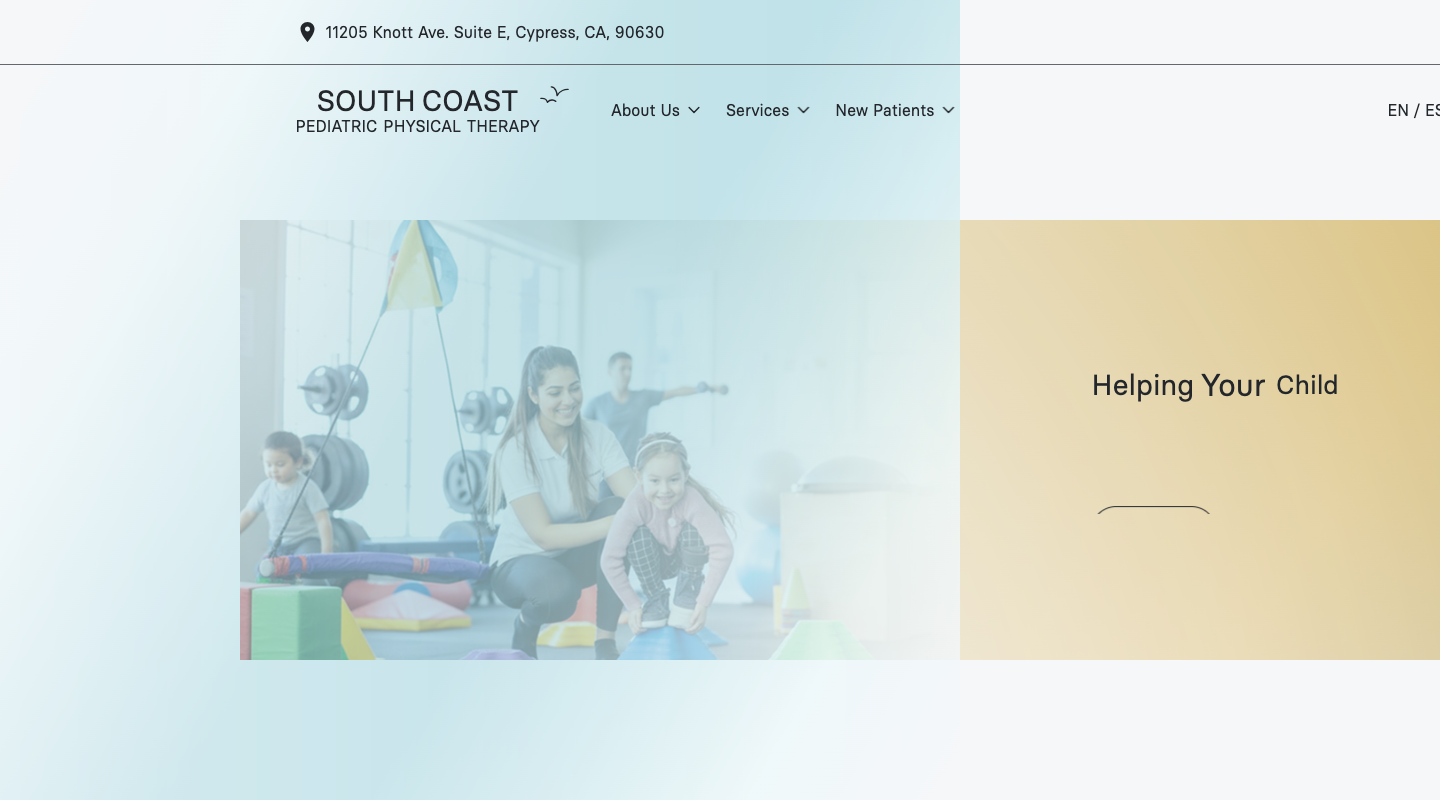 11205 Knott Ave. Suite E, Cypress, CA, 90630
SOUTH COAST
PEDIATRIC PHYSICAL THERAPY
About Us
Services
New Patients
EN / ES
Helping Your Child